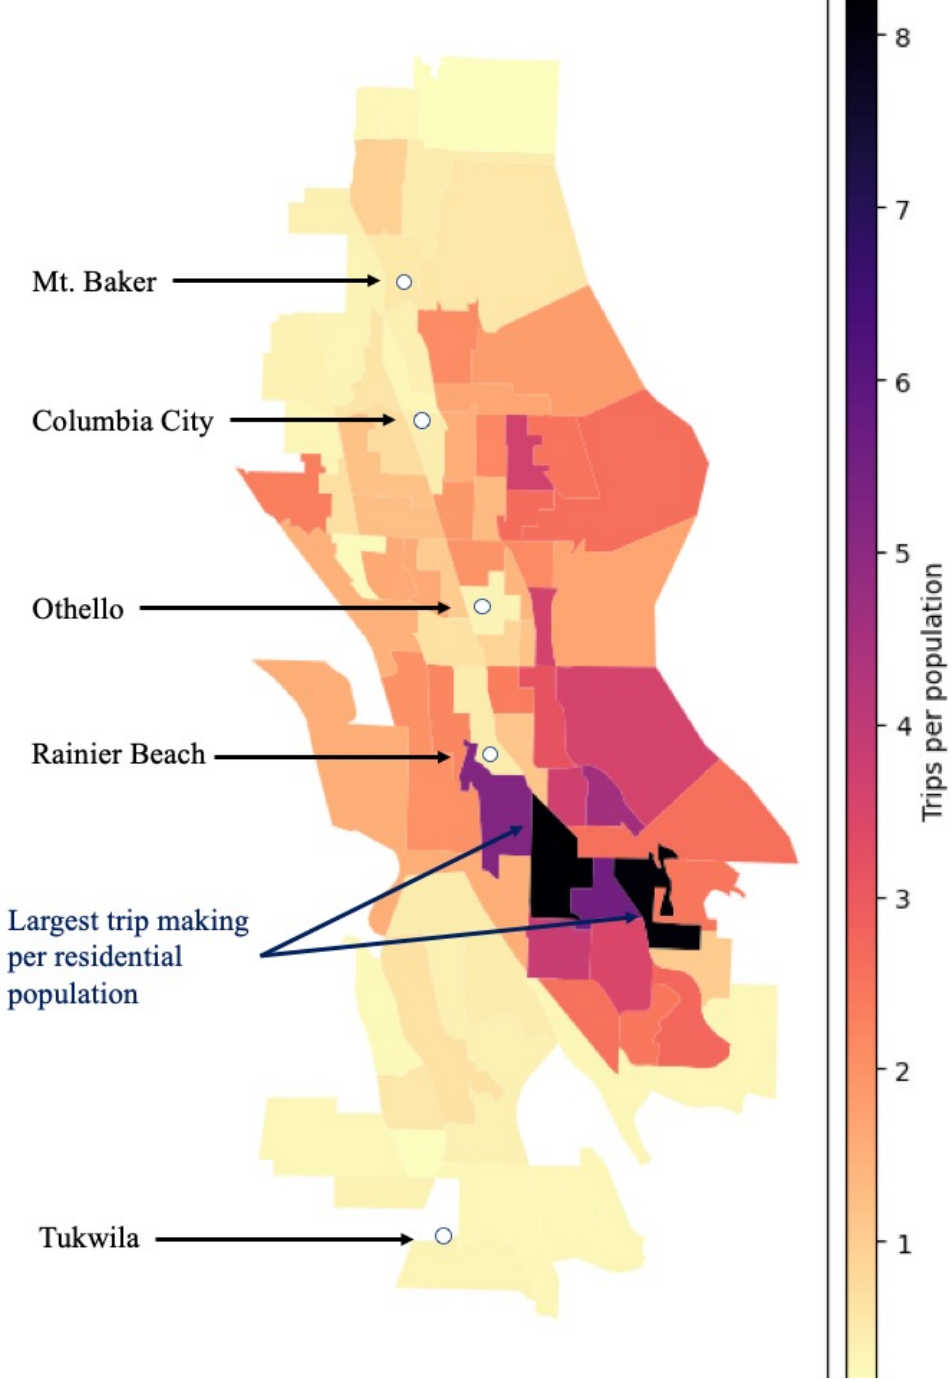 8
7
Mt. Baker
6
Columbia City
5
Othello
Trips per population
4
Rainier Beach
3
Largest trip making
per residential
population
2
Tukwila
1